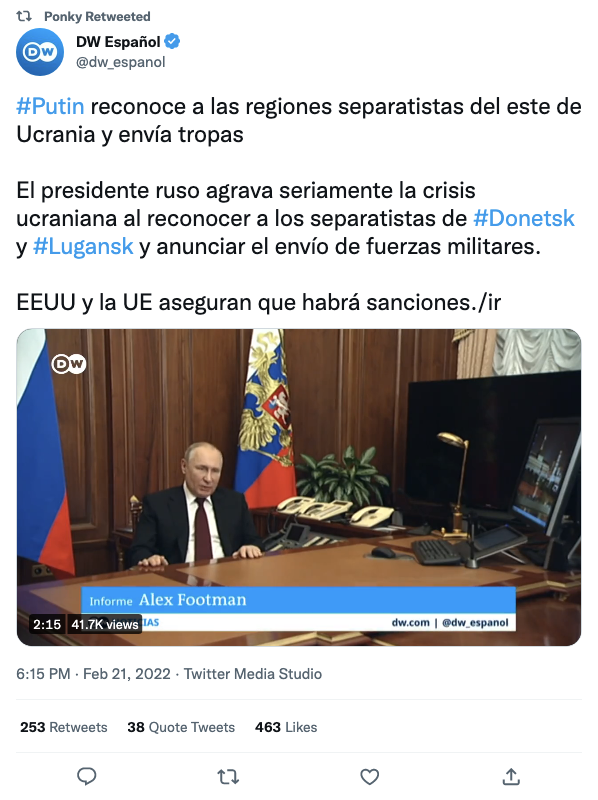 Ponky Retweeted
DW Español
@dw_espanol
#Putin reconoce a las regiones separatistas del este de
Ucrania y envía tropas
El presidente ruso agrava seriamente la crisis
ucraniana al reconocer a los separatistas de #Donetsk
y #Lugansk y anunciar el envío de fuerzas militares.
EEUU y la UE aseguran que habrá sanciones./ir
DW
Informe Alex Footman
2:15 41.7K views
IAS
dw.com | @dw_espanol
6:15 PM · Feb 21, 2022 · Twitter Media Studio
253 Retweets 38 Quote Tweets 463 Likes